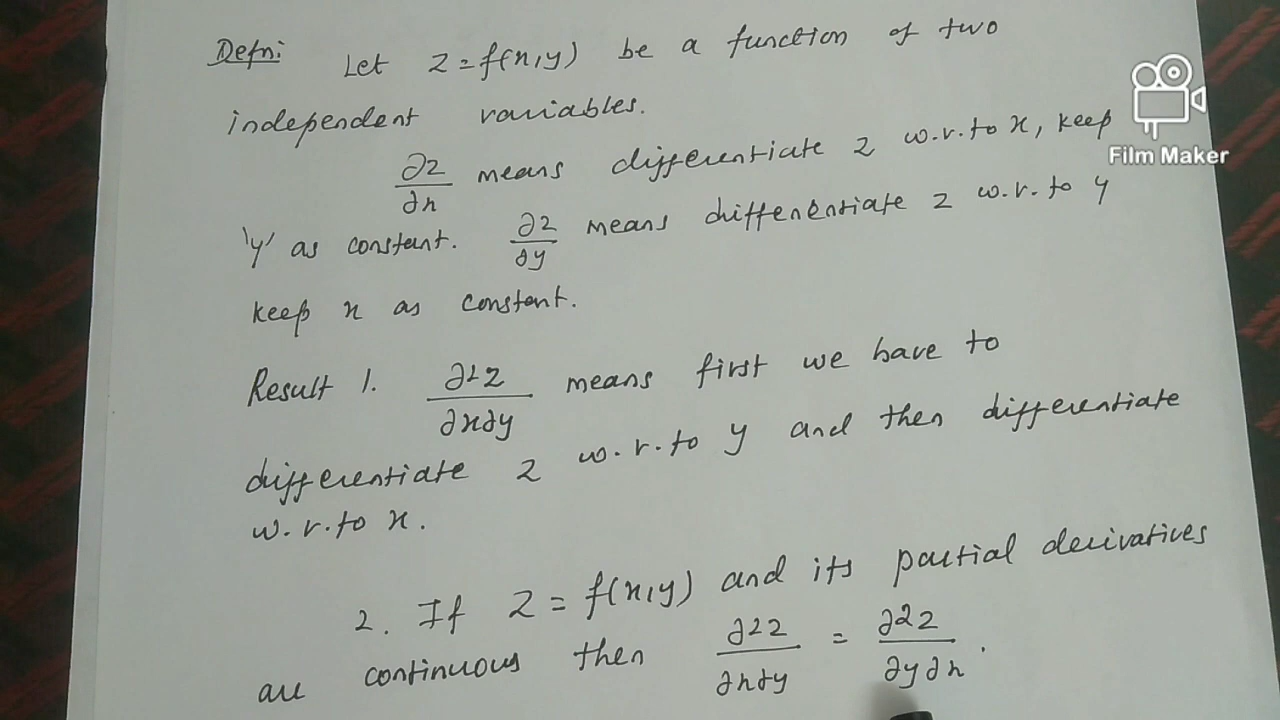 Defn: Let z = f(x,y) be a function of two
independent variables.
∂z/∂x means differentiate z w.r.to x, keep
'y' as constant. ∂z/∂y means differentiate z w.r.to y
keep x as constant.
Result 1. ∂²z/∂x∂y means first we have to
differentiate z w.r.to y and then differentiate
w.r.to x.
2. If z = f(x,y) and its partial derivatives
are continuous then ∂²z/∂x∂y = ∂²z/∂y∂x.
Film Maker